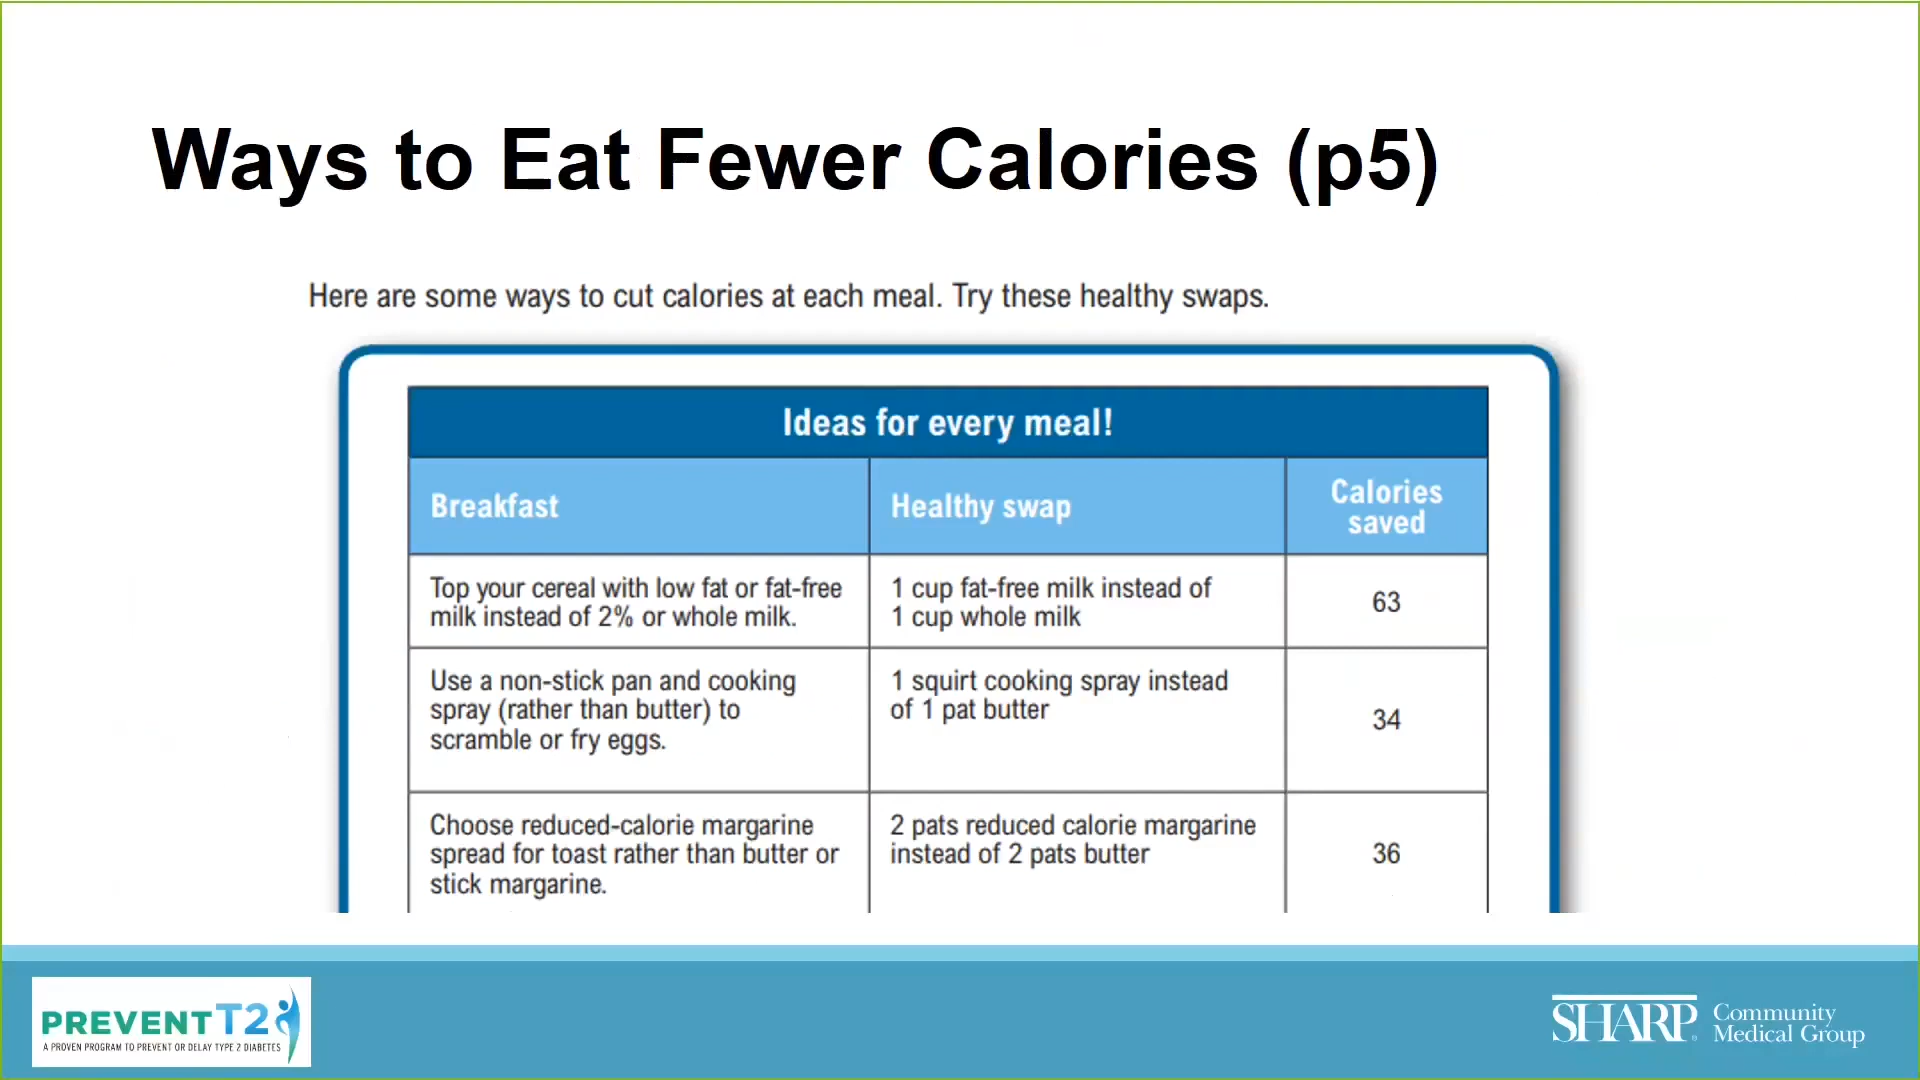 Ways to Eat Fewer Calories (p5)
Here are some ways to cut calories at each meal. Try these healthy swaps.
Ideas for every meal!
Breakfast
Healthy swap
Calories
saved
Top your cereal with low fat or fat-free
milk instead of 2% or whole milk.
1 cup fat-free milk instead of
1 cup whole milk
63
Use a non-stick pan and cooking
spray (rather than butter) to
scramble or fry eggs.
1 squirt cooking spray instead
of 1 pat butter
34
Choose reduced-calorie margarine
spread for toast rather than butter or
stick margarine.
2 pats reduced calorie margarine
instead of 2 pats butter
36
PREVENT T2
A PROVEN PROGRAM TO PREVENT OR DELAY TYPE 2 DIABETES
SHARP®
Community
Medical Group